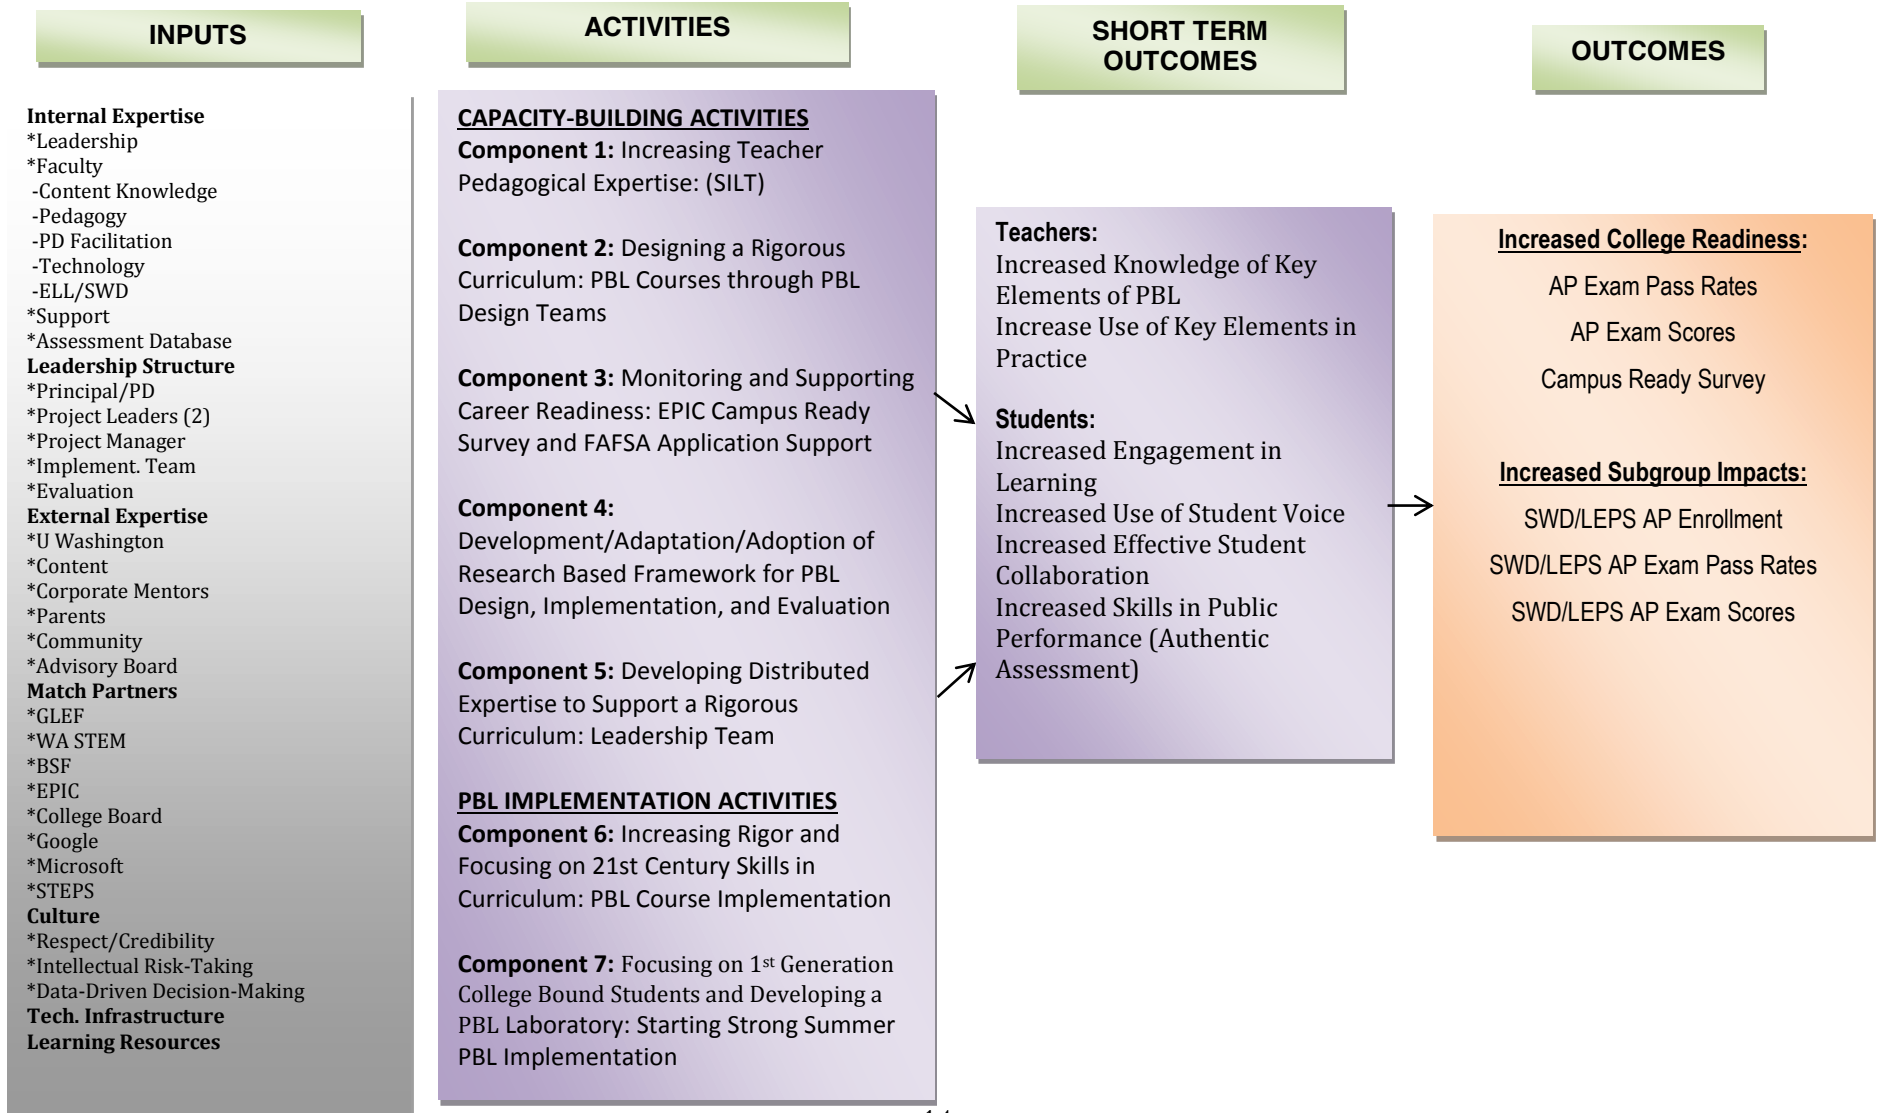 INPUTS
Internal Expertise
*Leadership
*Faculty
-Content Knowledge
-Pedagogy
-PD Facilitation
-Technology
-ELL/SWD
*Support
*Assessment Database
Leadership Structure
*Principal/PD
*Project Leaders (2)
*Project Manager
*Implement. Team
*Evaluation
External Expertise
*U Washington
*Content
*Corporate Mentors
*Parents
*Community
*Advisory Board
Match Partners
*GLEF
*WA STEM
*BSF
*EPIC
*College Board
*Google
*Microsoft
*STEPS
Culture
*Respect/Credibility
*Intellectual Risk-Taking
*Data-Driven Decision-Making
Tech. Infrastructure
Learning Resources
ACTIVITIES
CAPACITY-BUILDING ACTIVITIES
Component 1: Increasing Teacher
Pedagogical Expertise: (SILT)
Component 2: Designing a Rigorous
Curriculum: PBL Courses through PBL
Design Teams
Component 3: Monitoring and Supporting
Career Readiness: EPIC Campus Ready
Survey and FAFSA Application Support
Component 4:
Development/Adaptation/Adoption of
Research Based Framework for PBL
Design, Implementation, and Evaluation
Component 5: Developing Distributed
Expertise to Support a Rigorous
Curriculum: Leadership Team
PBL IMPLEMENTATION ACTIVITIES
Component 6: Increasing Rigor and
Focusing on 21st Century Skills in
Curriculum: PBL Course Implementation
Component 7: Focusing on 1st Generation
College Bound Students and Developing a
PBL Laboratory: Starting Strong Summer
PBL Implementation
SHORT TERM
OUTCOMES
Teachers:
Increased Knowledge of Key
Elements of PBL
Increase Use of Key Elements in
Practice
Students:
Increased Engagement in
Learning
Increased Use of Student Voice
Increased Effective Student
Collaboration
Increased Skills in Public
Performance (Authentic
Assessment)
OUTCOMES
Increased College Readiness:
AP Exam Pass Rates
AP Exam Scores
Campus Ready Survey
Increased Subgroup Impacts:
SWD/LEPS AP Enrollment
SWD/LEPS AP Exam Pass Rates
SWD/LEPS AP Exam Scores